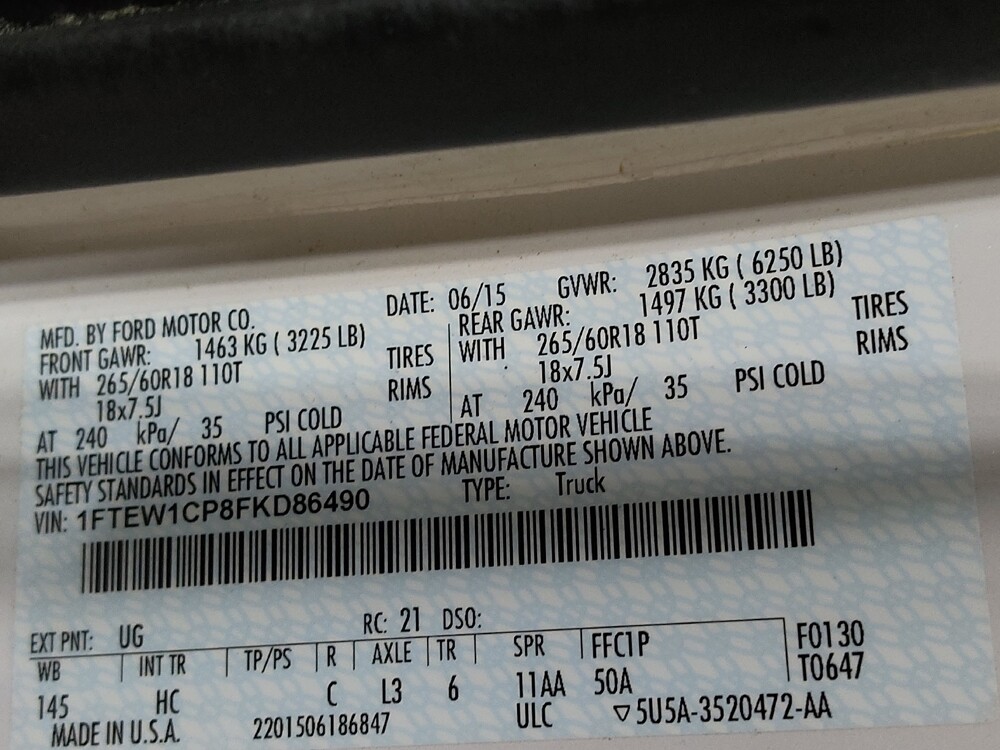 MFD. BY FORD MOTOR CO.
DATE: 06/15 GVWR: 2835 KG ( 6250 LB)
FRONT GAWR: 1463 KG ( 3225 LB)
WITH 265/60R18 110T TIRES
18x7.5J RIMS
AT 240 kPa/ 35 PSI COLD
REAR GAWR: 1497 KG ( 3300 LB)
WITH 265/60R18 110T TIRES
18x7.5J RIMS
AT 240 kPa/ 35 PSI COLD
THIS VEHICLE CONFORMS TO ALL APPLICABLE FEDERAL MOTOR VEHICLE
SAFETY STANDARDS IN EFFECT ON THE DATE OF MANUFACTURE SHOWN ABOVE.
VIN: 1FTEW1CP8FKD86490 TYPE: Truck
EXT PNT: UG RC: 21 DSO:
WB INT TR TP/PS R AXLE TR SPR FFC1P F0130
145 HC C L3 6 11AA 50A T0647
MADE IN U.S.A. 2201506186847 ULC ▽5U5A-3520472-AA